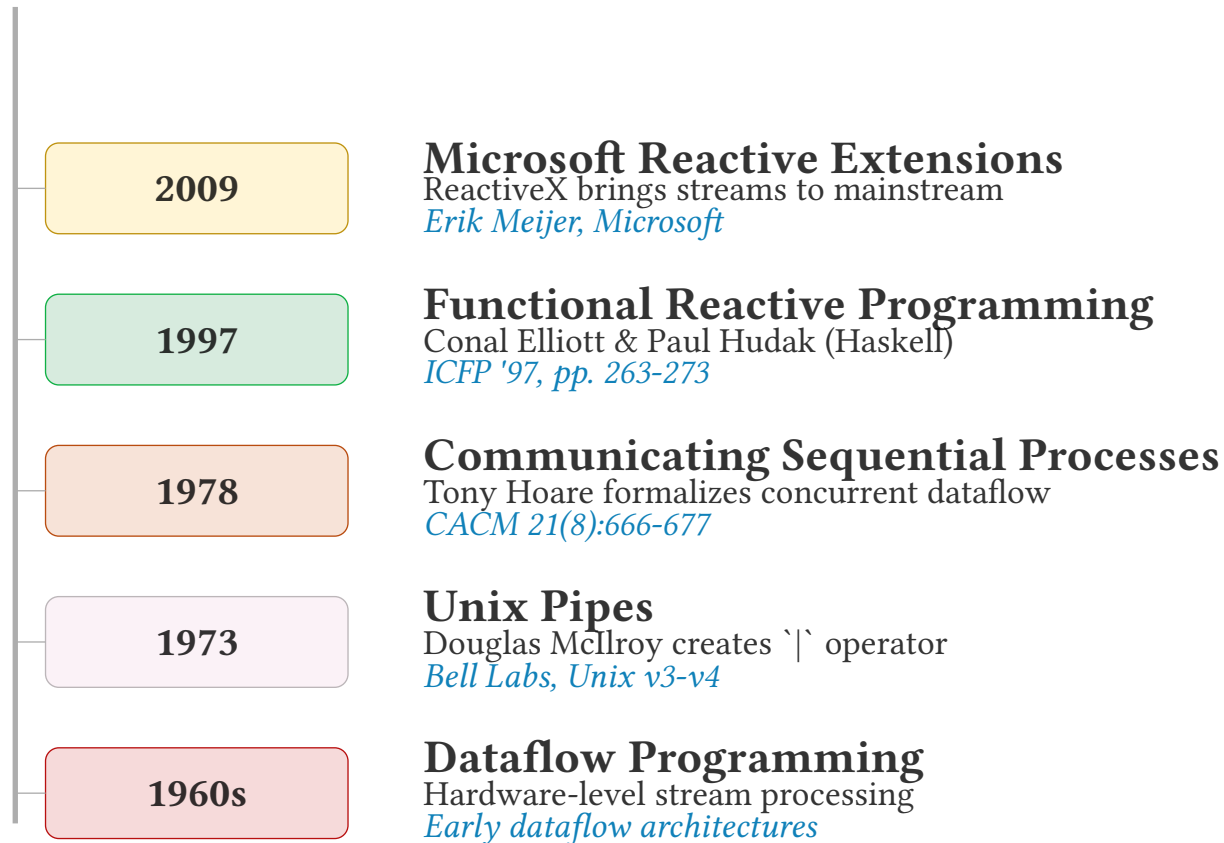 2009
Microsoft Reactive Extensions
ReactiveX brings streams to mainstream
Erik Meijer, Microsoft
1997
Functional Reactive Programming
Conal Elliott & Paul Hudak (Haskell)
ICFP '97, pp. 263-273
1978
Communicating Sequential Processes
Tony Hoare formalizes concurrent dataflow
CACM 21(8):666-677
1973
Unix Pipes
Douglas McIlroy creates `|` operator
Bell Labs, Unix v3-v4
1960s
Dataflow Programming
Hardware-level stream processing
Early dataflow architectures